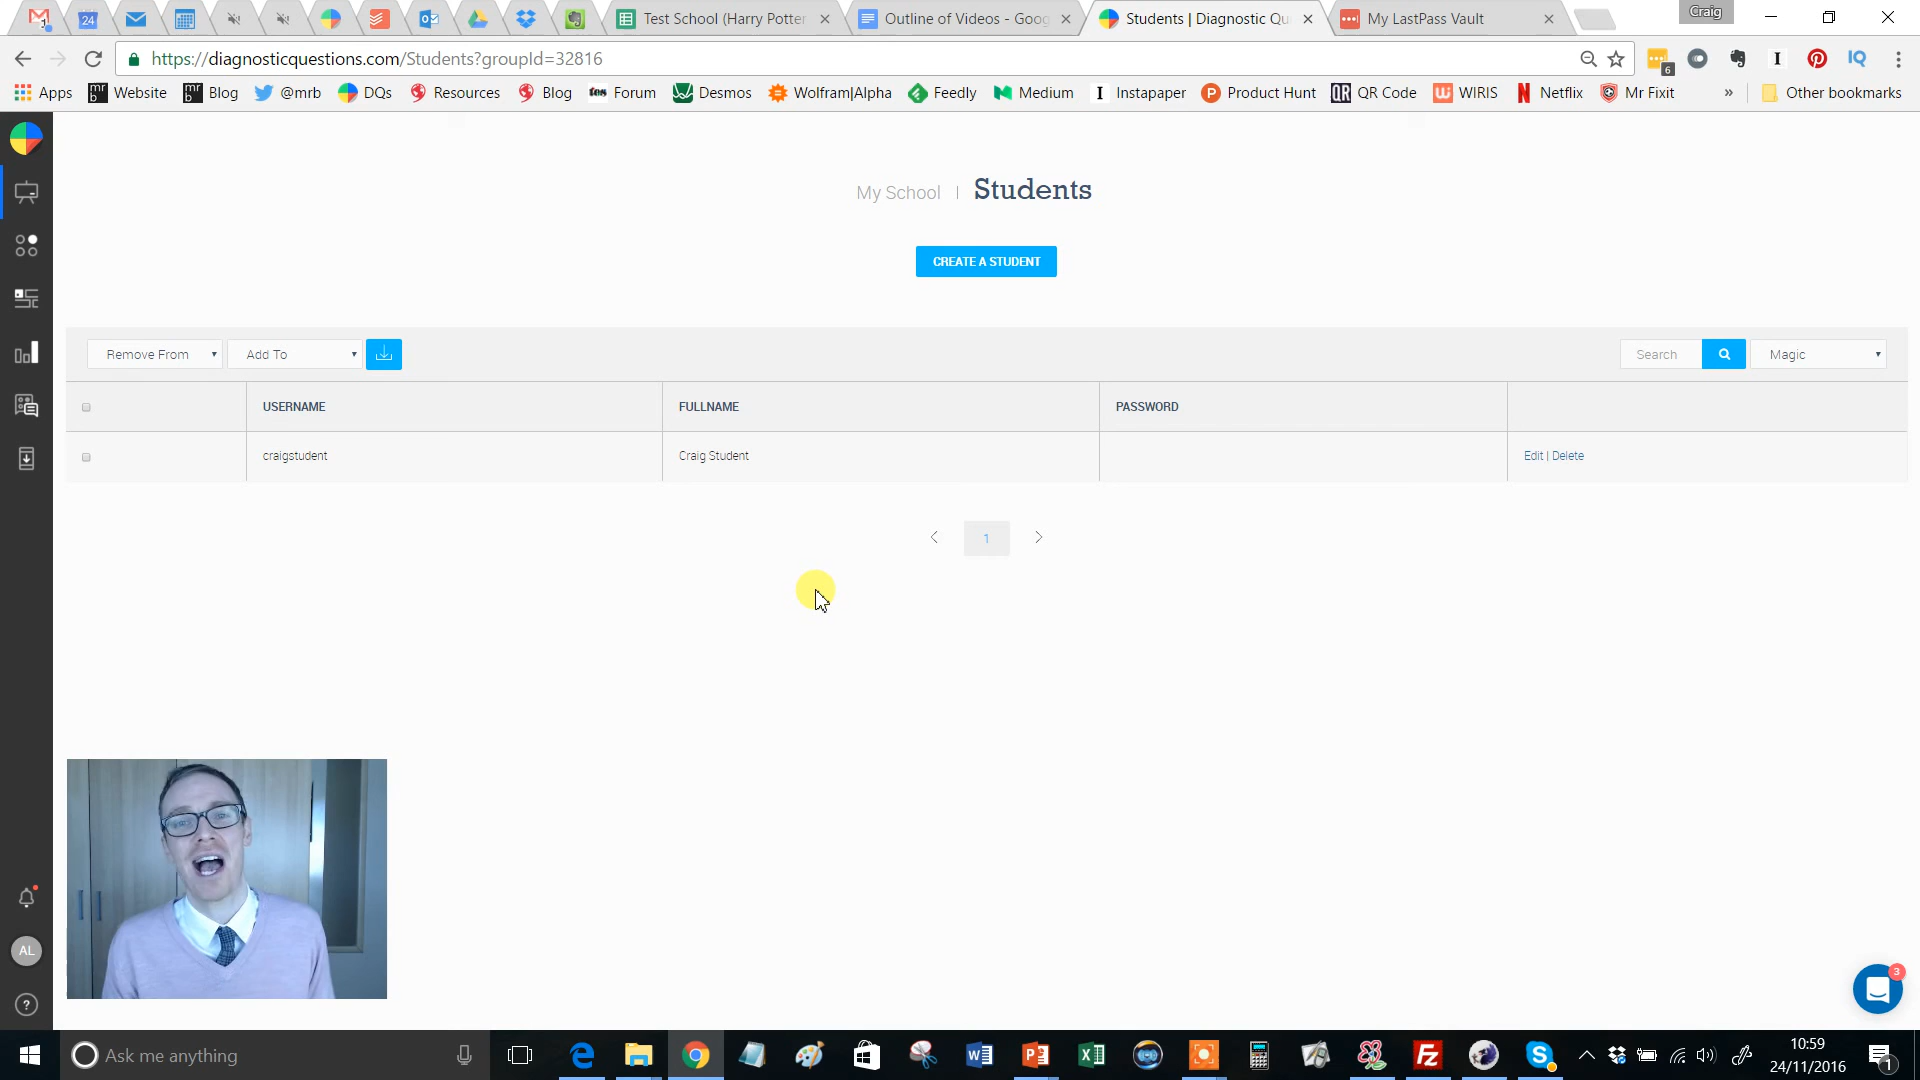 Craig
Test School (Harry Potter
Outline of Videos - Goog
Students | Diagnostic Qu
My LastPass Vault
https://diagnosticquestions.com/Students?groupId=32816
Apps
Website
Blog
@mrb
DQs
Resources
Blog
Forum
Desmos
Wolfram|Alpha
Feedly
Medium
Instapaper
Product Hunt
QR Code
WIRIS
Netflix
Mr Fixit
»
Other bookmarks
My School | Students
CREATE A STUDENT
Remove From
Add To
Search
Magic
USERNAME
FULLNAME
PASSWORD
craigstudent
Craig Student
Edit | Delete
1
AL
?
3
Ask me anything
10:59
24/11/2016
1